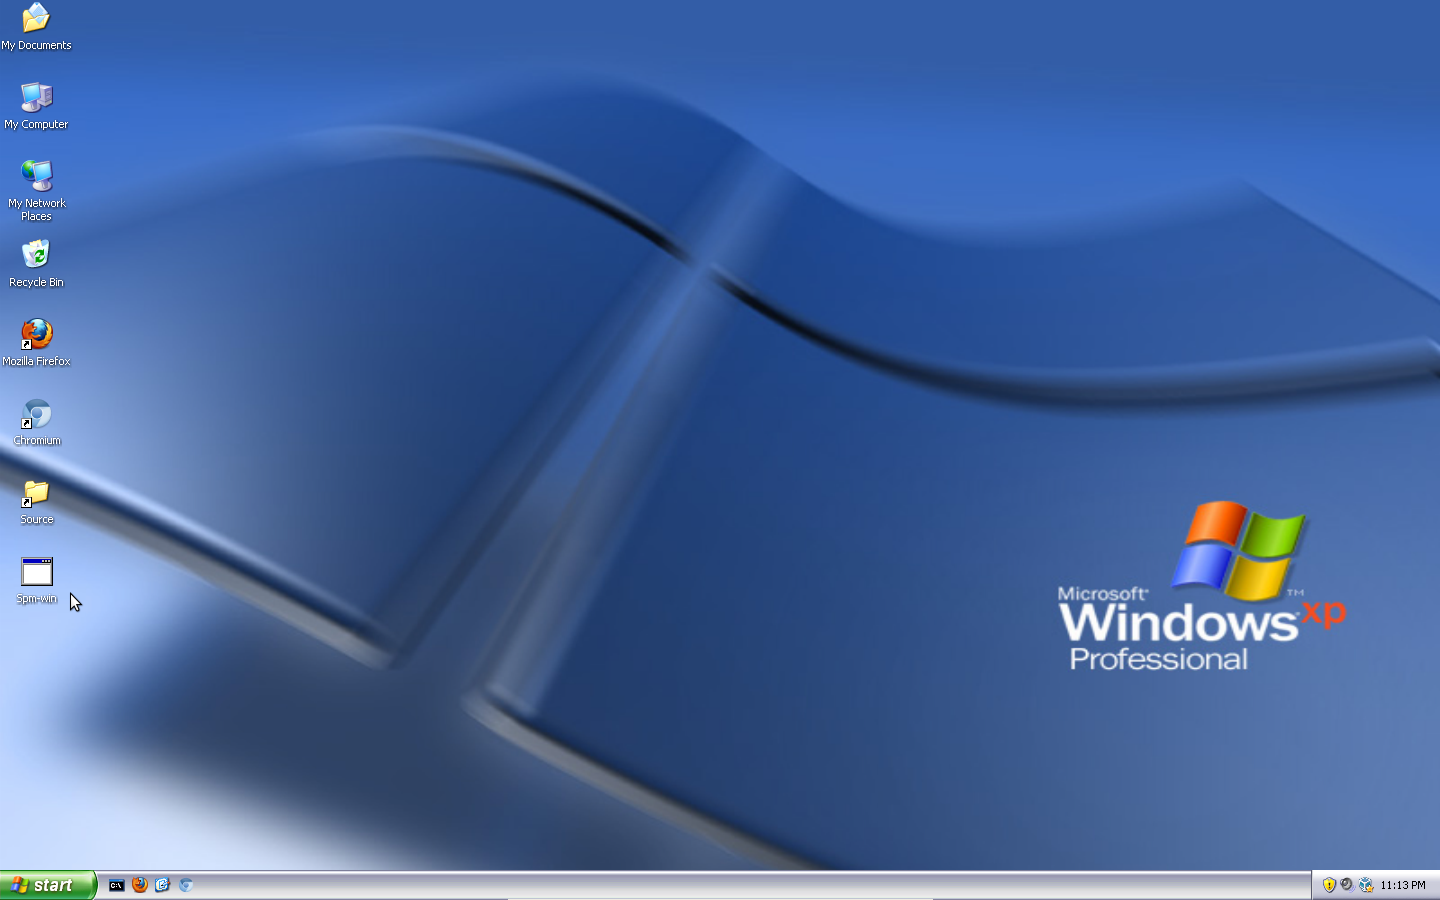 My Documents
My Computer
My Network
Places
Recycle Bin
Mozilla Firefox
Chromium
Source
Spm-win
Microsoft®
Windows xp
™
Professional
start
C:\
11:13 PM